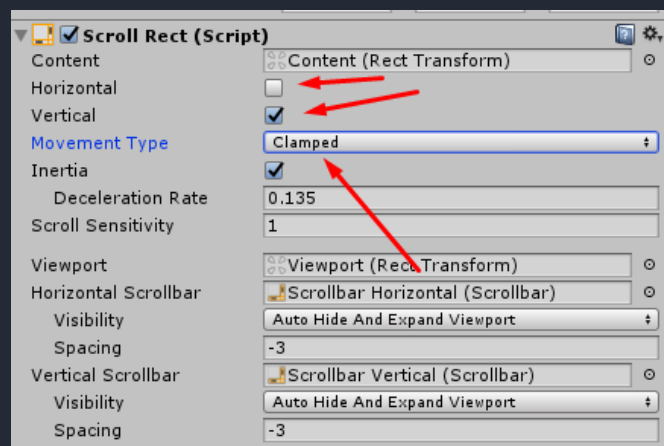 Scroll Rect (Script)
Content Content (Rect Transform)
Horizontal
Vertical
Movement Type Clamped
Inertia
Deceleration Rate 0.135
Scroll Sensitivity 1
Viewport Viewport (Rect Transform)
Horizontal Scrollbar Scrollbar Horizontal (Scrollbar)
Visibility Auto Hide And Expand Viewport
Spacing -3
Vertical Scrollbar Scrollbar Vertical (Scrollbar)
Visibility Auto Hide And Expand Viewport
Spacing -3